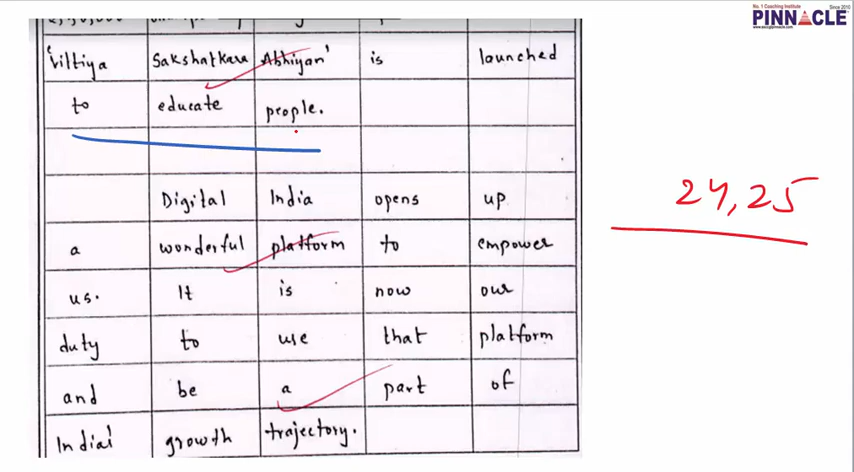 No. 1 Coaching Institute Since 2010
PINNACLE
'Vittiya Sakshatkara Abhiyan' is launched
to educate people.
Digital India opens up
a wonderful platform to empower
us. It is now our
duty to use that platform
and be a part of
India' growth trajectory.
24,25